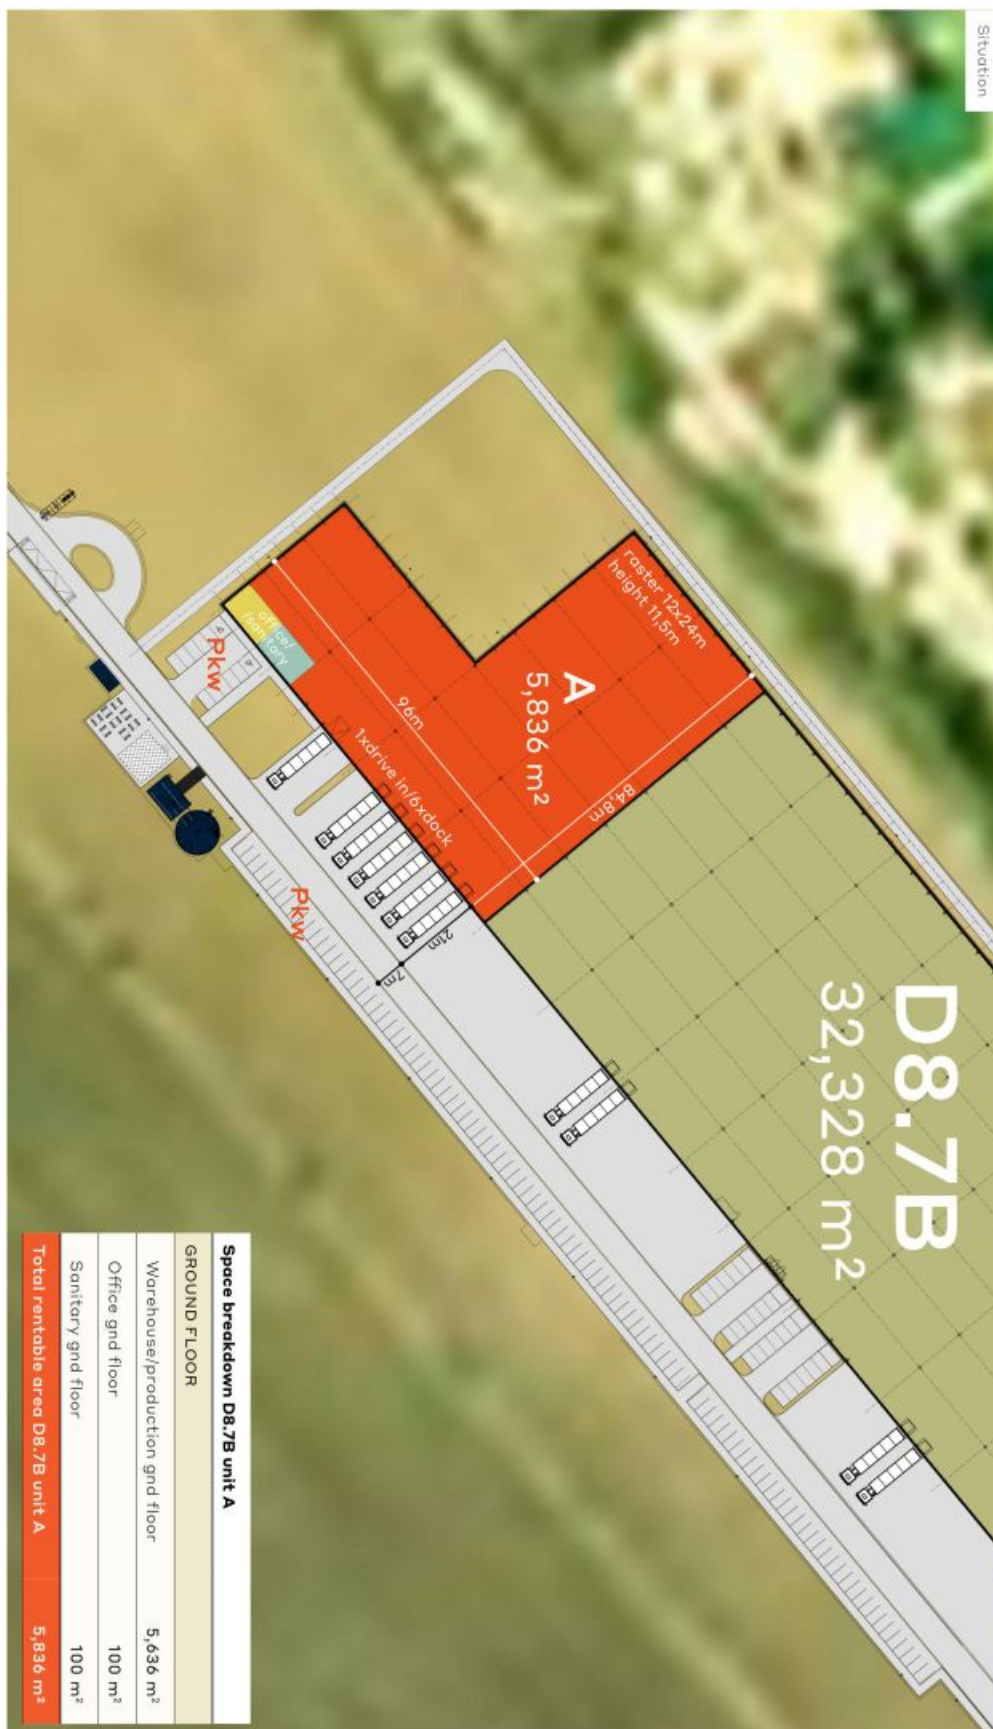 Situation
raster 12x24m
height 11,5m
A
5,836 m²
84,8m
96m
1xdrive in/6xdock
office/
/sanitary
Pkw
Pkw
21m
7m
D8.7B
32,328 m²
Space breakdown D8.7B unit A
GROUND FLOOR
Warehouse/production gnd floor 5,636 m²
Office gnd floor 100 m²
Sanitary gnd floor 100 m²
Total rentable area D8.7B unit A 5,836 m²